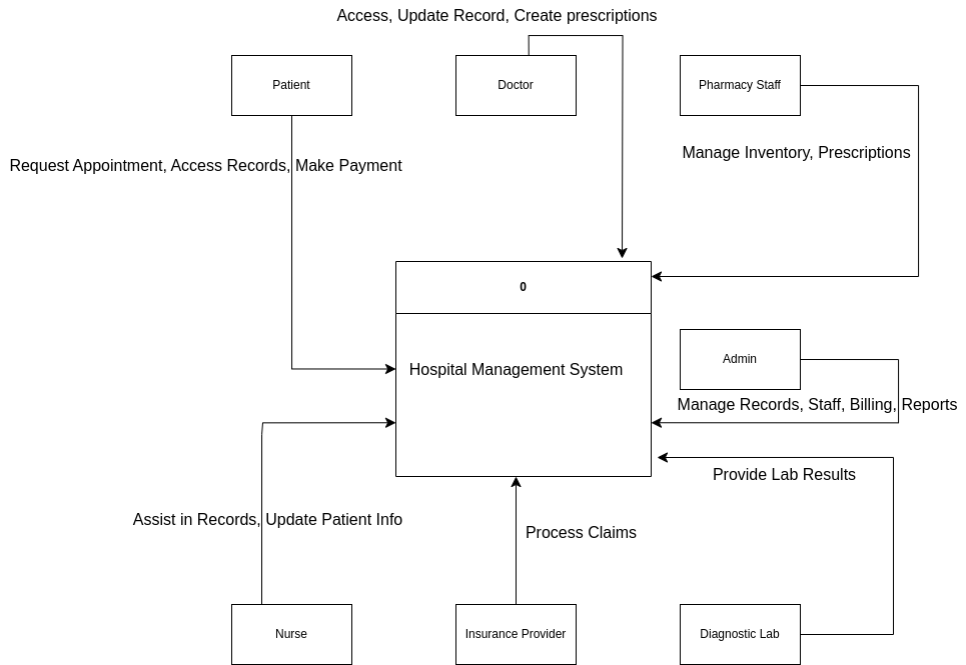 Access, Update Record, Create prescriptions
Patient
Doctor
Pharmacy Staff
Request Appointment, Access Records, Make Payment
Manage Inventory, Prescriptions
0
Hospital Management System
Admin
Manage Records, Staff, Billing, Reports
Provide Lab Results
Assist in Records, Update Patient Info
Process Claims
Nurse
Insurance Provider
Diagnostic Lab